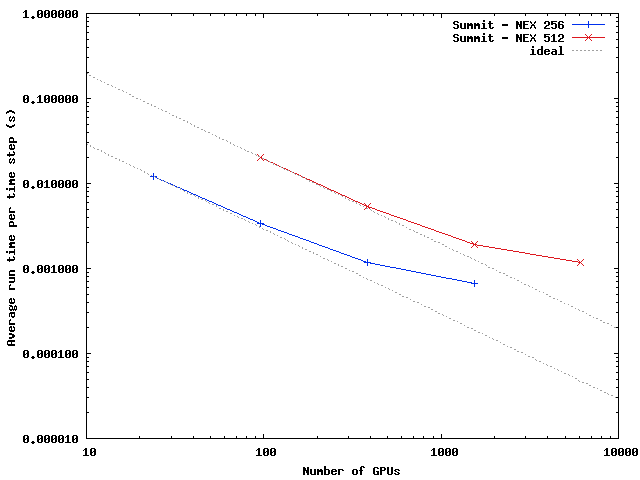 1.000000
Summit - NEX 256
Summit - NEX 512
ideal
0.100000
0.010000
0.001000
0.000100
0.000010
Average run time per time step (s)
10
100
1000
10000
Number of GPUs